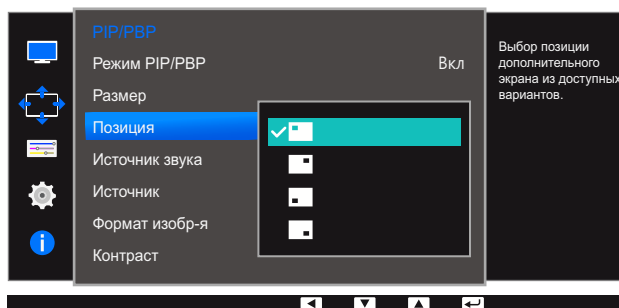 PIP/PBP
Режим PIP/PBP Вкл
Размер
Позиция
Источник звука
Источник
Формат изобр-я
Контраст
Выбор позиции
дополнительного
экрана из доступных
вариантов.